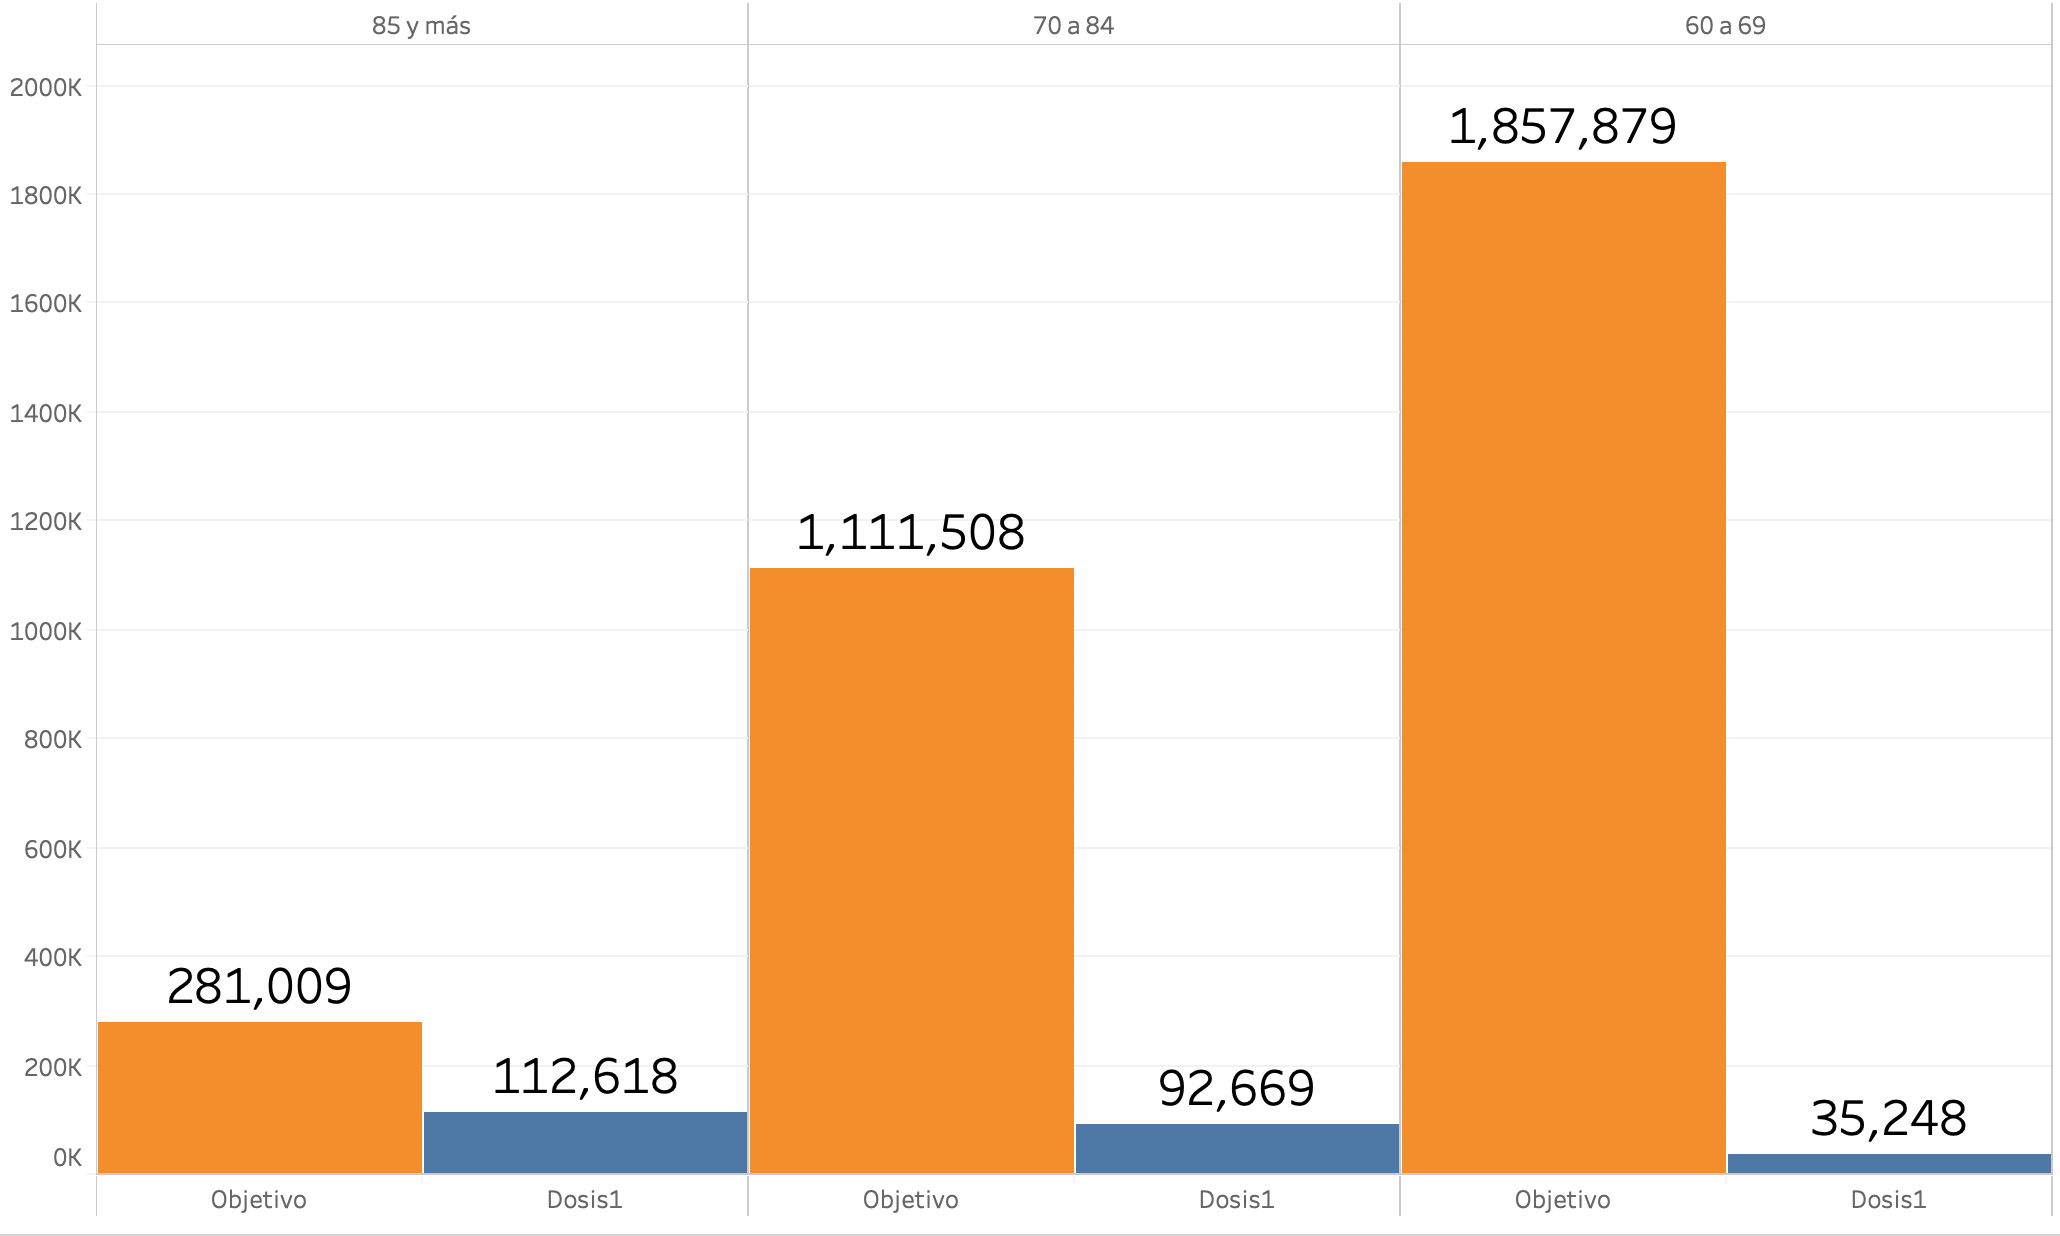 85 y más 70 a 84 60 a 69
2000K
1,857,879
1800K
1600K
1400K
1200K
1,111,508
1000K
800K
600K
400K
281,009
200K
112,618
92,669
35,248
0K
Objetivo Dosis1 Objetivo Dosis1 Objetivo Dosis1